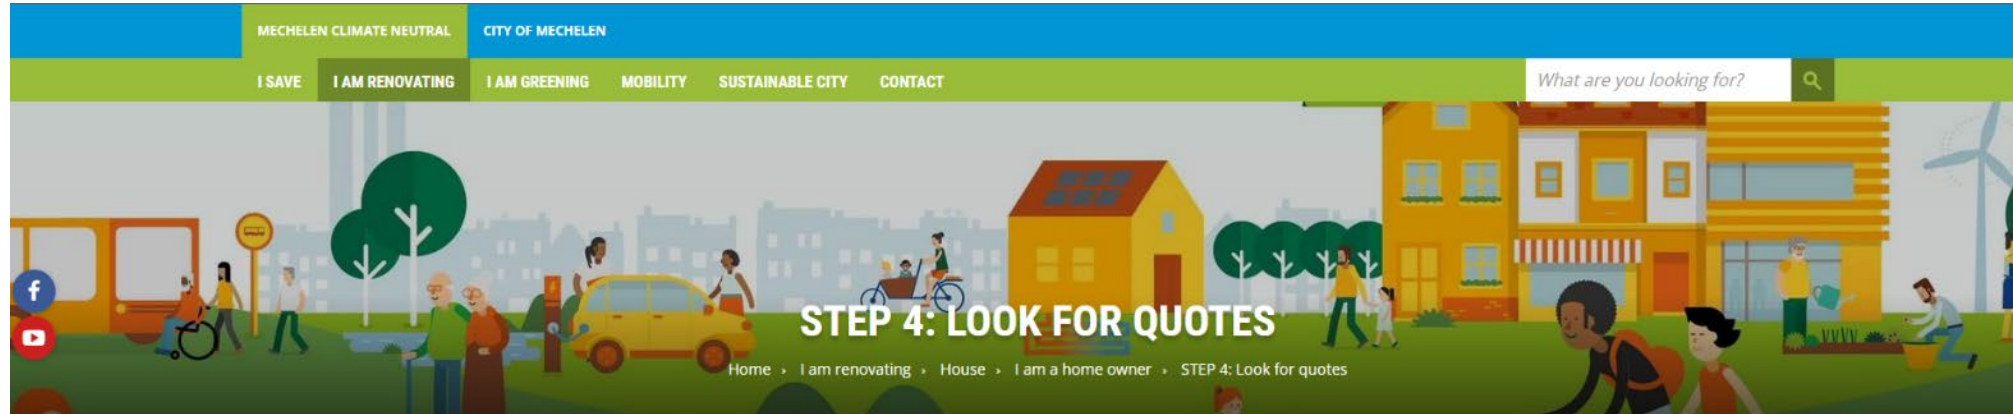 MECHELEN CLIMATE NEUTRAL CITY OF MECHELEN
I SAVE I AM RENOVATING I AM GREENING MOBILITY SUSTAINABLE CITY CONTACT What are you looking for?
STEP 4: LOOK FOR QUOTES
Home › I am renovating › House › I am a home owner › STEP 4: Look for quotes